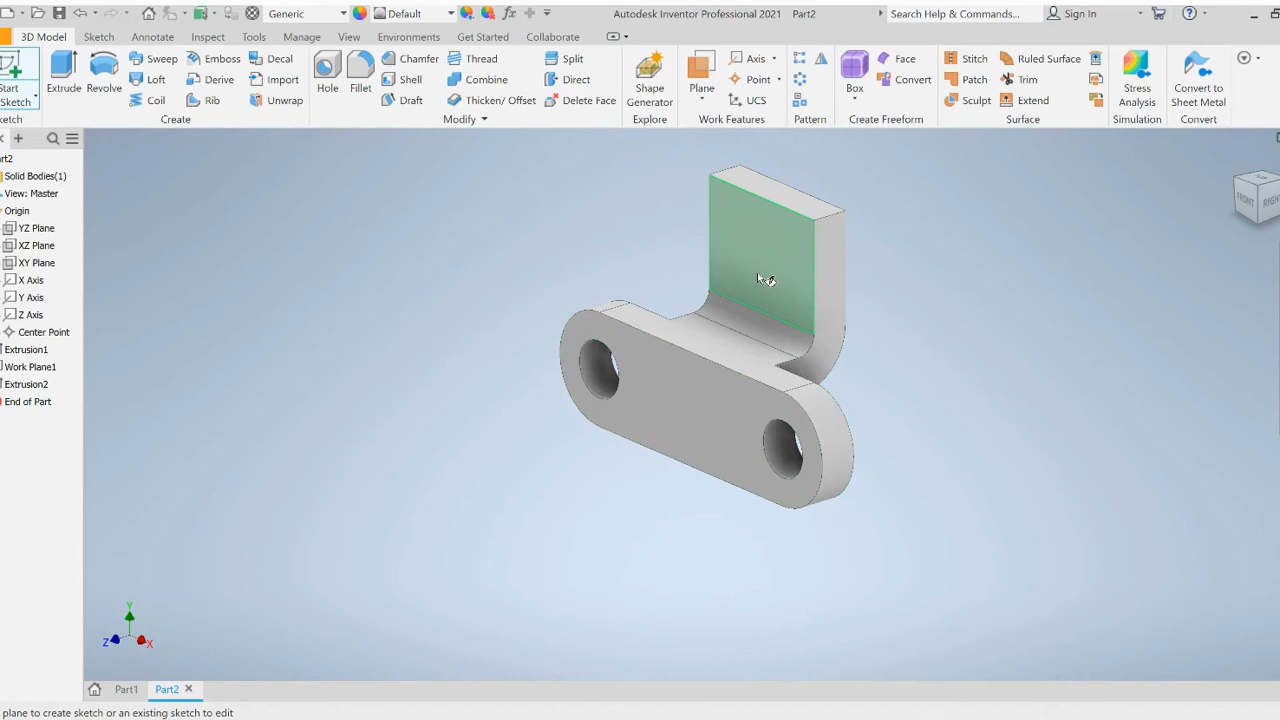 Generic
Default
fx
Autodesk Inventor Professional 2021 Part2
Search Help & Commands...
Sign In
3D Model Sketch Annotate Inspect Tools Manage View Environments Get Started Collaborate
Start
Sketch
Extrude
Revolve
Sweep
Loft
Coil
Emboss
Derive
Rib
Decal
Import
Unwrap
Hole
Fillet
Chamfer
Shell
Draft
Thread
Combine
Thicken/ Offset
Split
Direct
Delete Face
Shape
Generator
Plane
Axis
Point
UCS
Box
Face
Convert
Stitch
Patch
Sculpt
Ruled Surface
Trim
Extend
Stress
Analysis
Convert to
Sheet Metal
etch
Create
Modify
Explore
Work Features
Pattern
Create Freeform
Surface
Simulation
Convert
rt2
Solid Bodies(1)
View: Master
Origin
YZ Plane
XZ Plane
XY Plane
X Axis
Y Axis
Z Axis
Center Point
Extrusion1
Work Plane1
Extrusion2
End of Part
FRONT
RIGHT
Y
Z
X
Part1
Part2
plane to create sketch or an existing sketch to edit